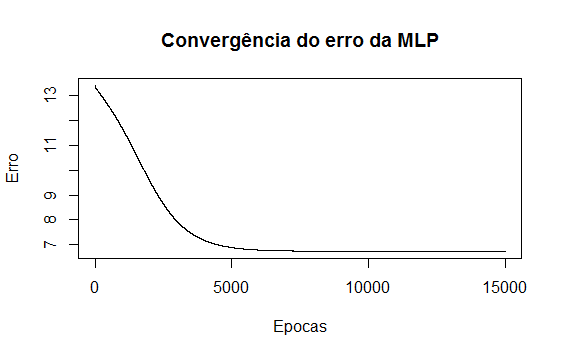 Convergência do erro da MLP
Erro
13
11
9
8
7
0 5000 10000 15000
Epocas